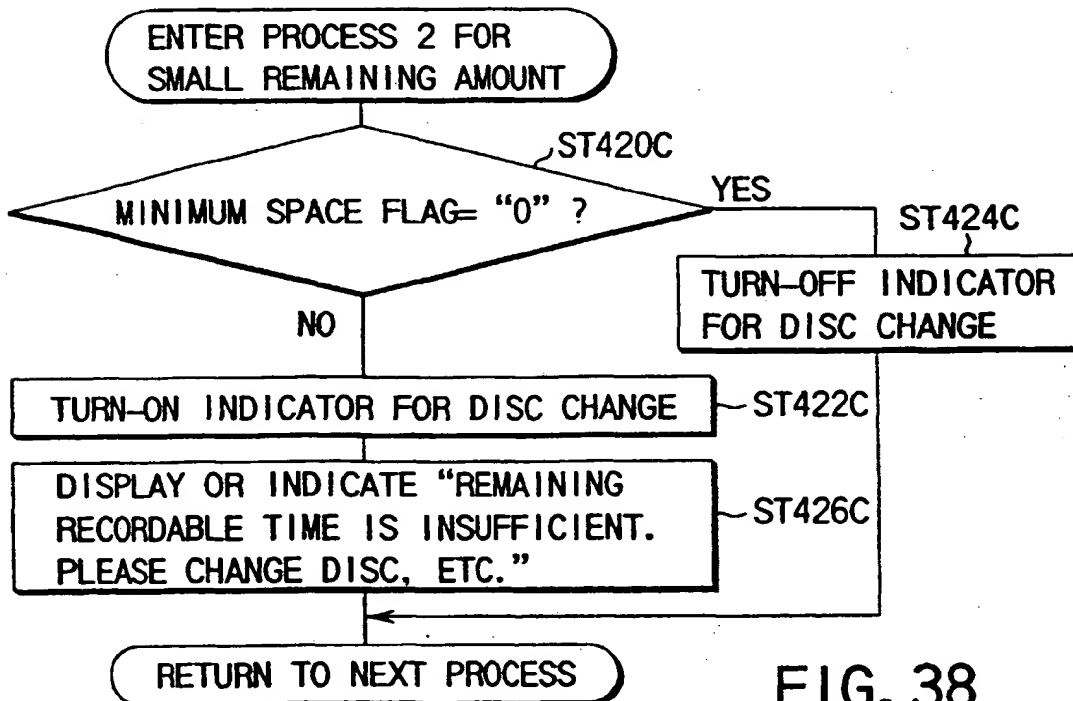 ENTER PROCESS 2 FOR
SMALL REMAINING AMOUNT
ST420C
MINIMUM SPACE FLAG= “0” ?
YES
ST424C
TURN-OFF INDICATOR
FOR DISC CHANGE
NO
TURN-ON INDICATOR FOR DISC CHANGE
ST422C
DISPLAY OR INDICATE “REMAINING
RECORDABLE TIME IS INSUFFICIENT.
PLEASE CHANGE DISC, ETC.”
ST426C
RETURN TO NEXT PROCESS
FIG. 38